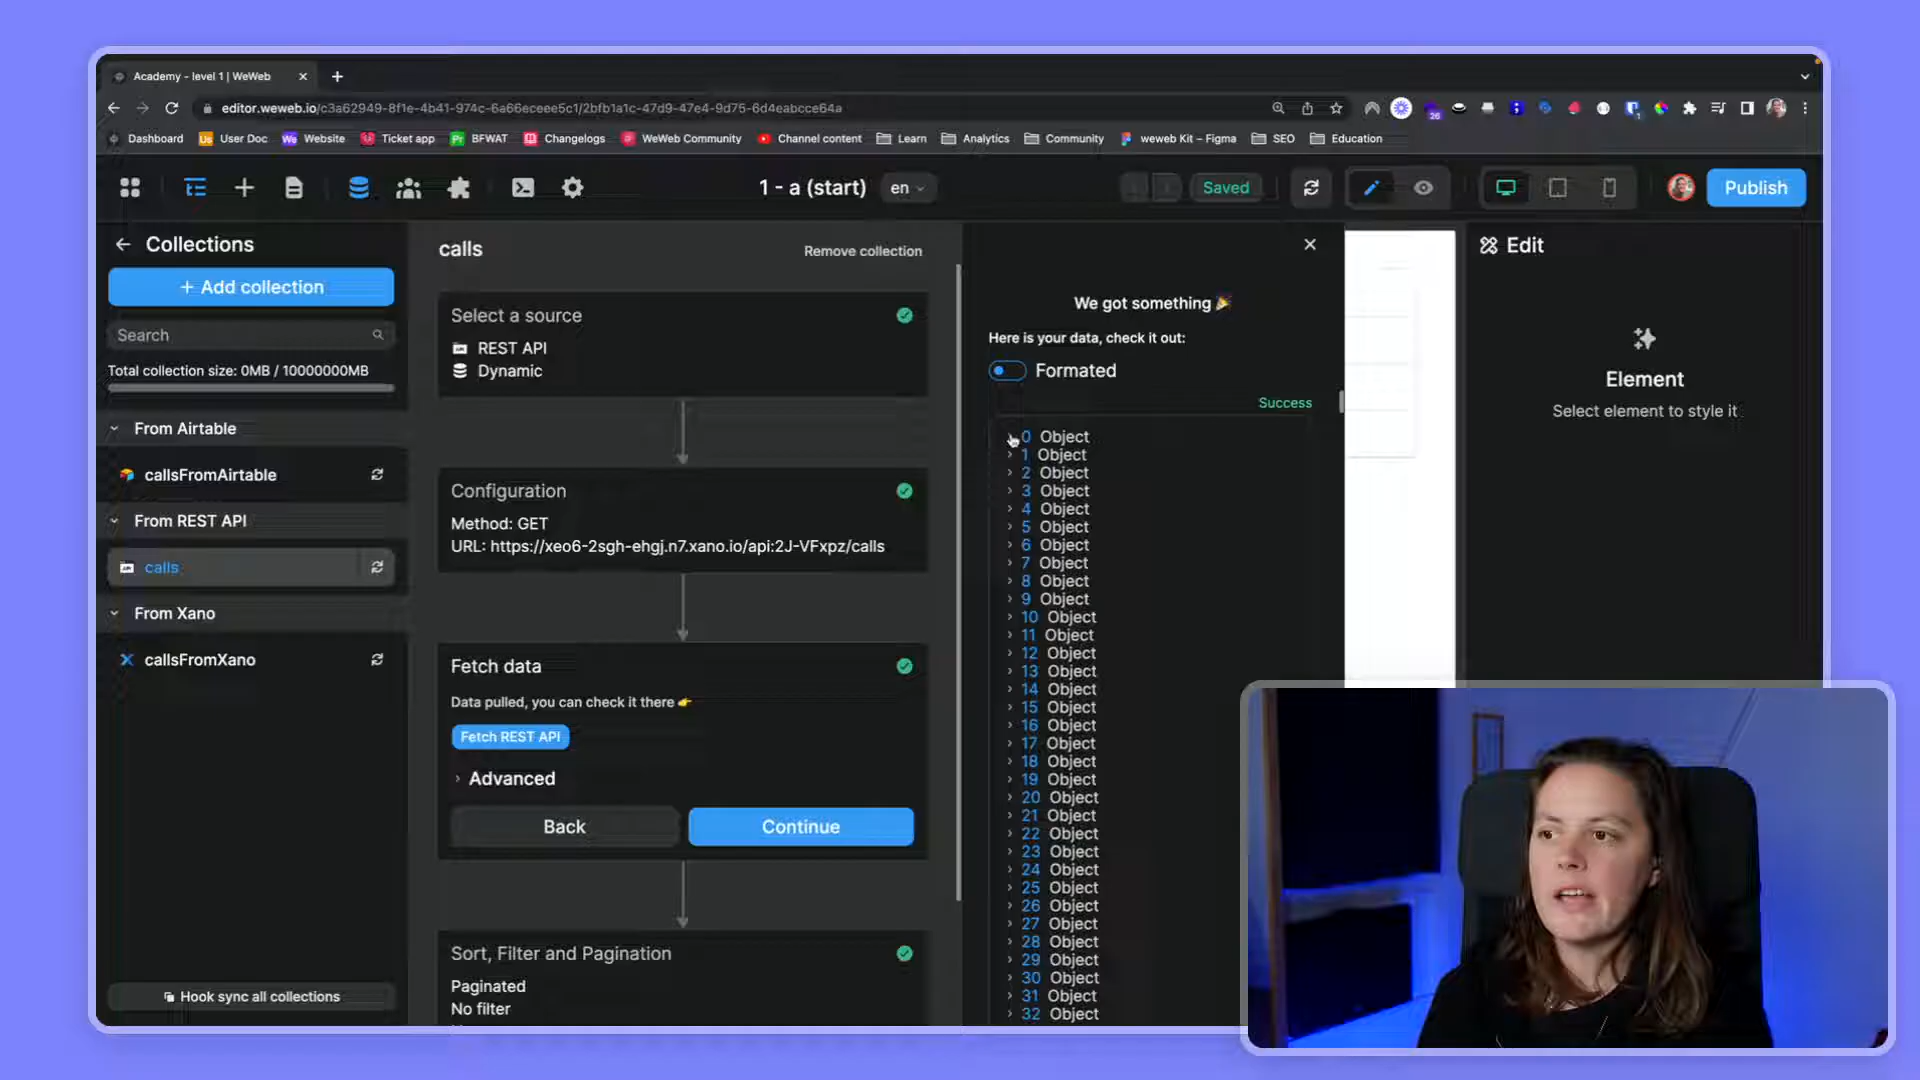 Academy - level 1 | WeWeb
editor.weweb.io/c3a62949-8f1e-4b41-974c-6a66eceee5c1/2bfb1a1c-47d9-47e4-9d75-6d4eabcce64a
26
Dashboard
User Doc
Website
Ticket app
BFWAT
Changelogs
WeWeb Community
Channel content
Learn
Analytics
Community
weweb Kit – Figma
SEO
Education
1 - a (start)
en
Saved
Publish
Collections
+ Add collection
Search
Total collection size: 0MB / 10000000MB
From Airtable
callsFromAirtable
From REST API
calls
From Xano
callsFromXano
Hook sync all collections
calls
Remove collection
Select a source
REST API
Dynamic
Configuration
Method: GET
URL: https://xeo6-2sgh-ehgj.n7.xano.io/api:2J-VFxpz/calls
Fetch data
Data pulled, you can check it there 👉
Fetch REST API
Advanced
Back
Continue
Sort, Filter and Pagination
Paginated
No filter
We got something 🎉
Here is your data, check it out:
Formated
Success
0 Object
1 Object
2 Object
3 Object
4 Object
5 Object
6 Object
7 Object
8 Object
9 Object
10 Object
11 Object
12 Object
13 Object
14 Object
15 Object
16 Object
17 Object
18 Object
19 Object
20 Object
21 Object
22 Object
23 Object
24 Object
25 Object
26 Object
27 Object
28 Object
29 Object
30 Object
31 Object
32 Object
Edit
Element
Select element to style it